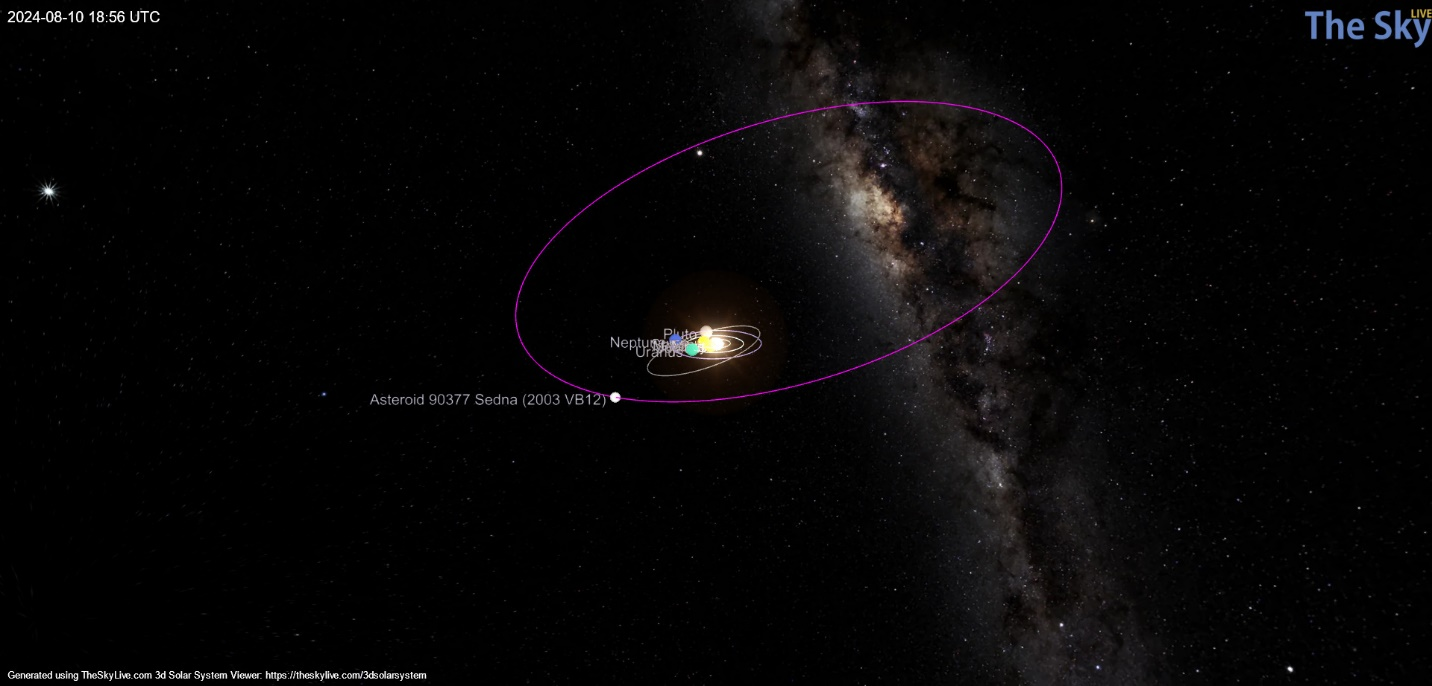 2024-08-10 18:56 UTC
The Sky LIVE
Pluto
Neptune
Uranus
Asteroid 90377 Sedna (2003 VB12)
Generated using TheSkyLive.com 3d Solar System Viewer: https://theskylive.com/3dsolarsystem